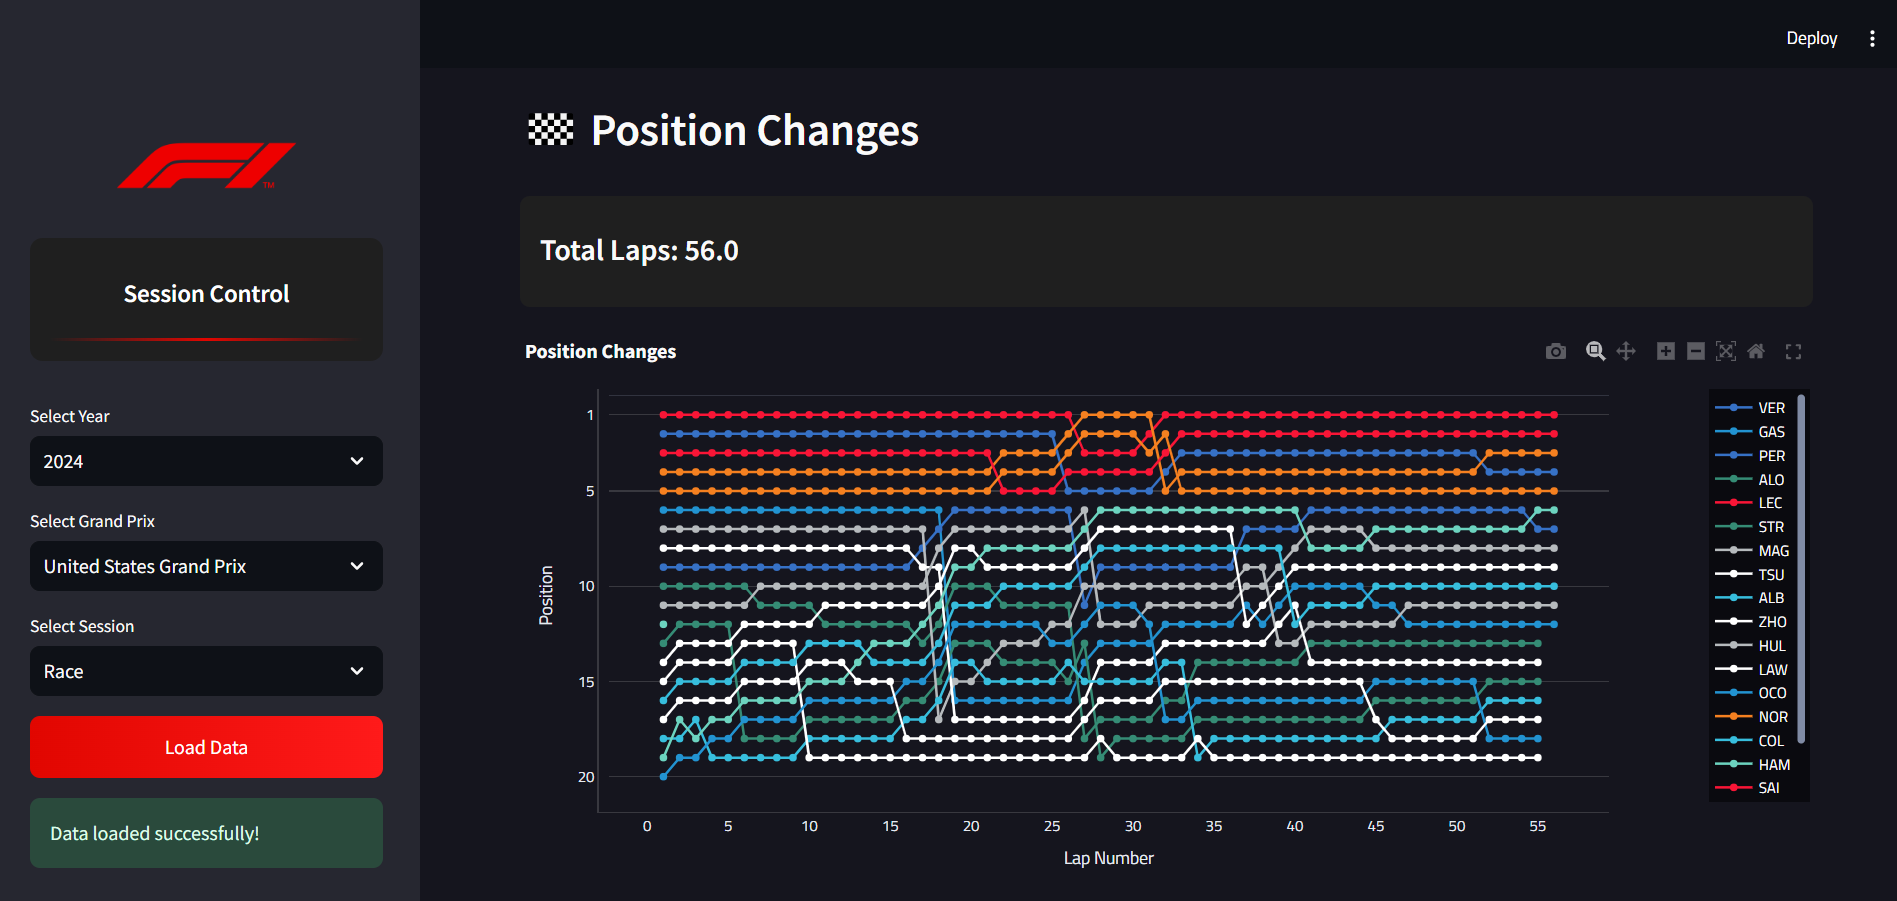 Deploy
F1
TM
Session Control
Select Year
2024
Select Grand Prix
United States Grand Prix
Select Session
Race
Load Data
Data loaded successfully!
Position Changes
Total Laps: 56.0
Position Changes
1
5
10
15
20
Position
0 5 10 15 20 25 30 35 40 45 50 55
Lap Number
VER
GAS
PER
ALO
LEC
STR
MAG
TSU
ALB
ZHO
HUL
LAW
OCO
NOR
COL
HAM
SAI